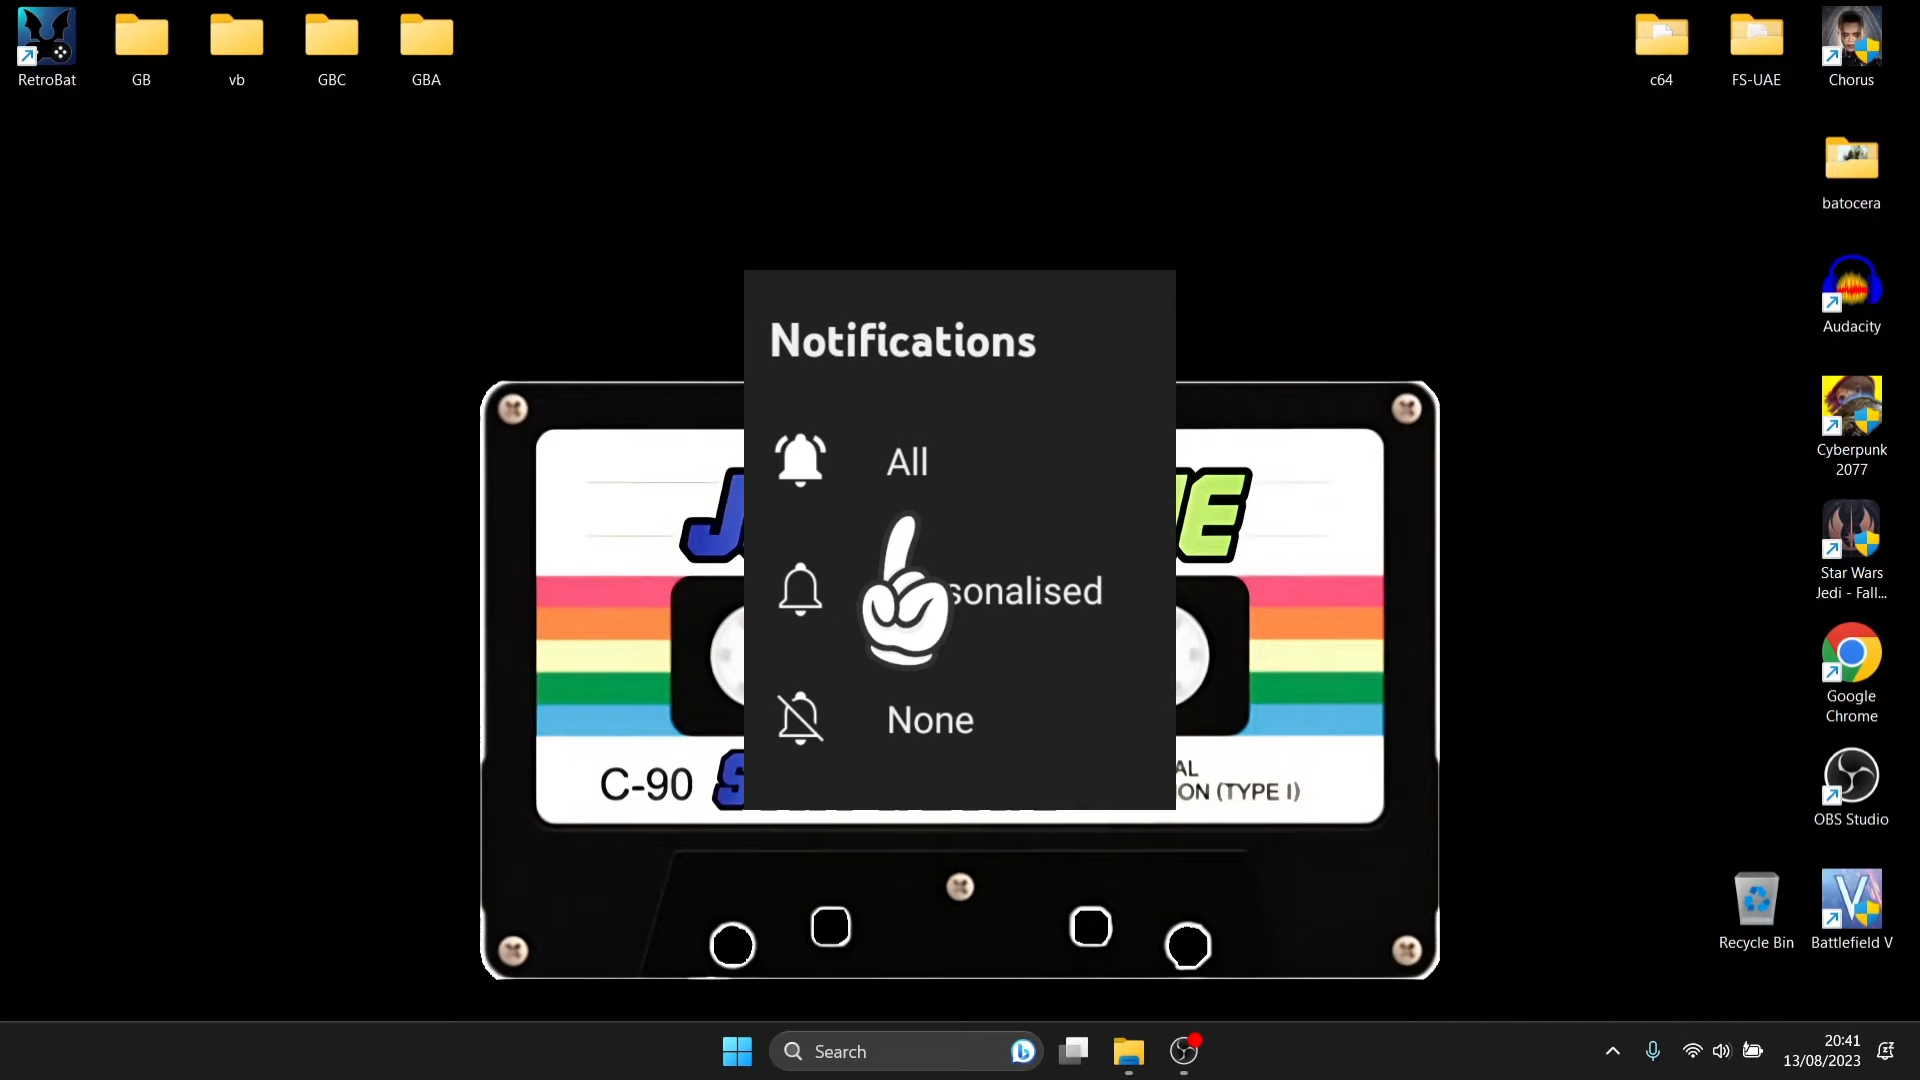 RetroBat
GB
vb
GBC
GBA
c64
FS-UAE
Chorus
batocera
Audacity
Cyberpunk
2077
Star Wars
Jedi - Fall...
Google
Chrome
OBS Studio
Recycle Bin
Battlefield V
Notifications
All
sonalised
None
J
E
C-90
S
AL
ON (TYPE I)
Search
20:41
13/08/2023